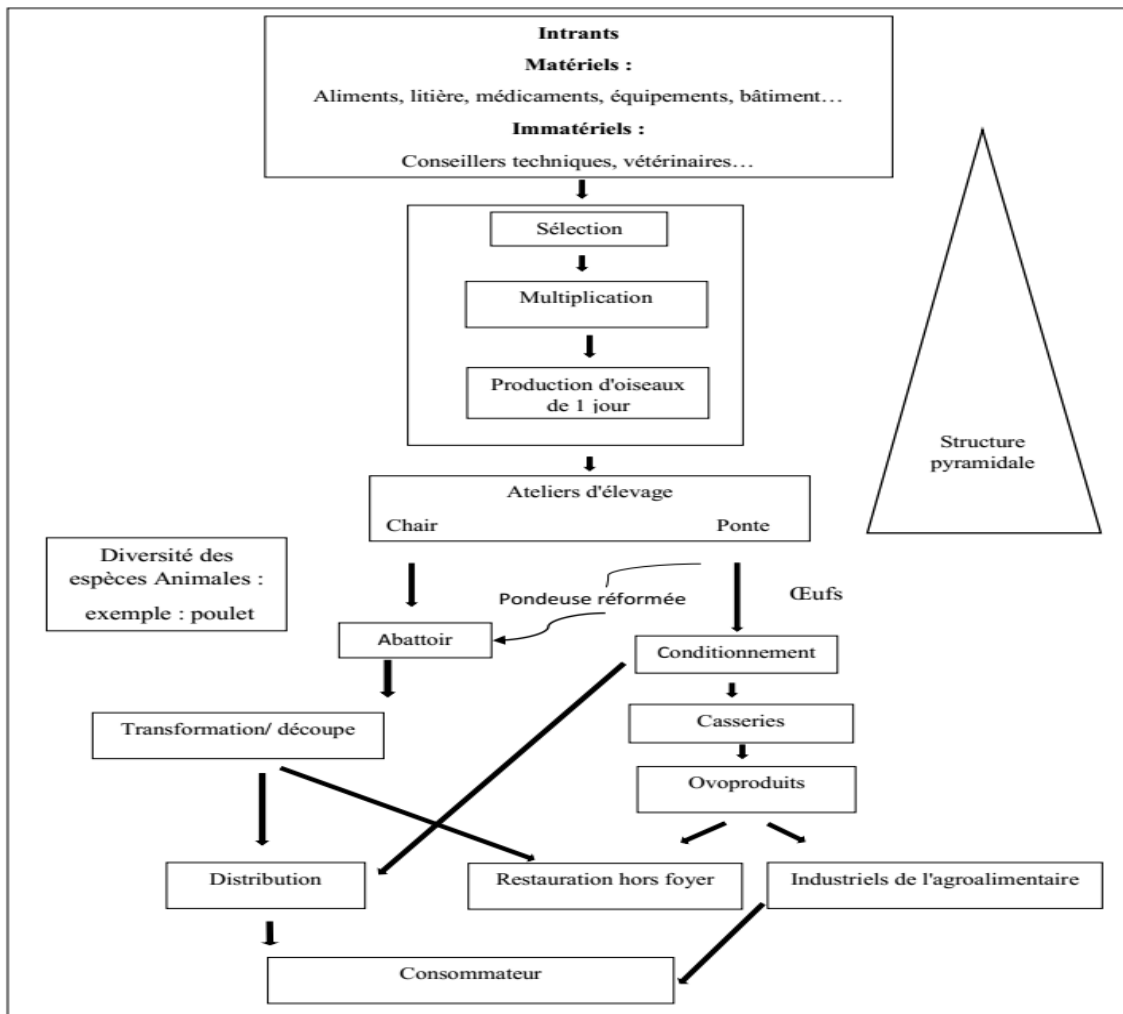 Intrants
Matériels :
Aliments, litière, médicaments, équipements, bâtiment…
Immatériels :
Conseillers techniques, vétérinaires…
Sélection
Multiplication
Production d'oiseaux
de 1 jour
Structure
pyramidale
Ateliers d'élevage
Chair
Ponte
Diversité des
espèces Animales :
exemple : poulet
Pondeuse réformée
Œufs
Abattoir
Conditionnement
Transformation/ découpe
Casseries
Ovoproduits
Distribution
Restauration hors foyer
Industriels de l'agroalimentaire
Consommateur